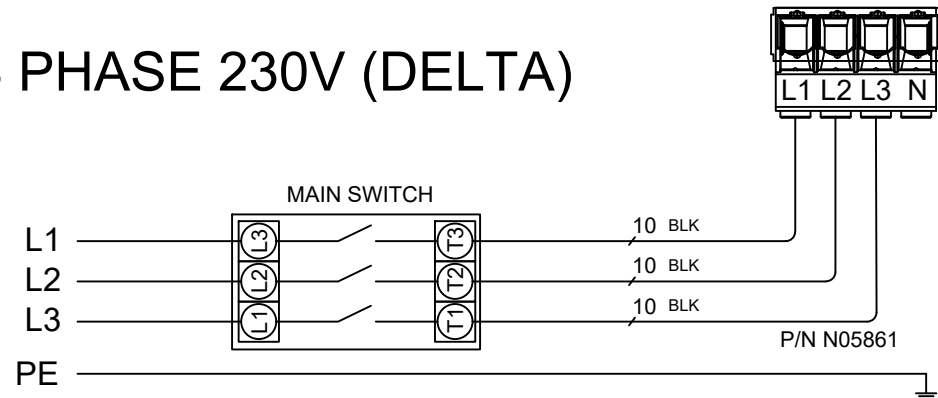 PHASE 230V (DELTA)
L1 L2 L3 N
MAIN SWITCH
L1 L3 T3 10 BLK
L2 L2 T2 10 BLK
L3 L1 T1 10 BLK
P/N N05861
PE